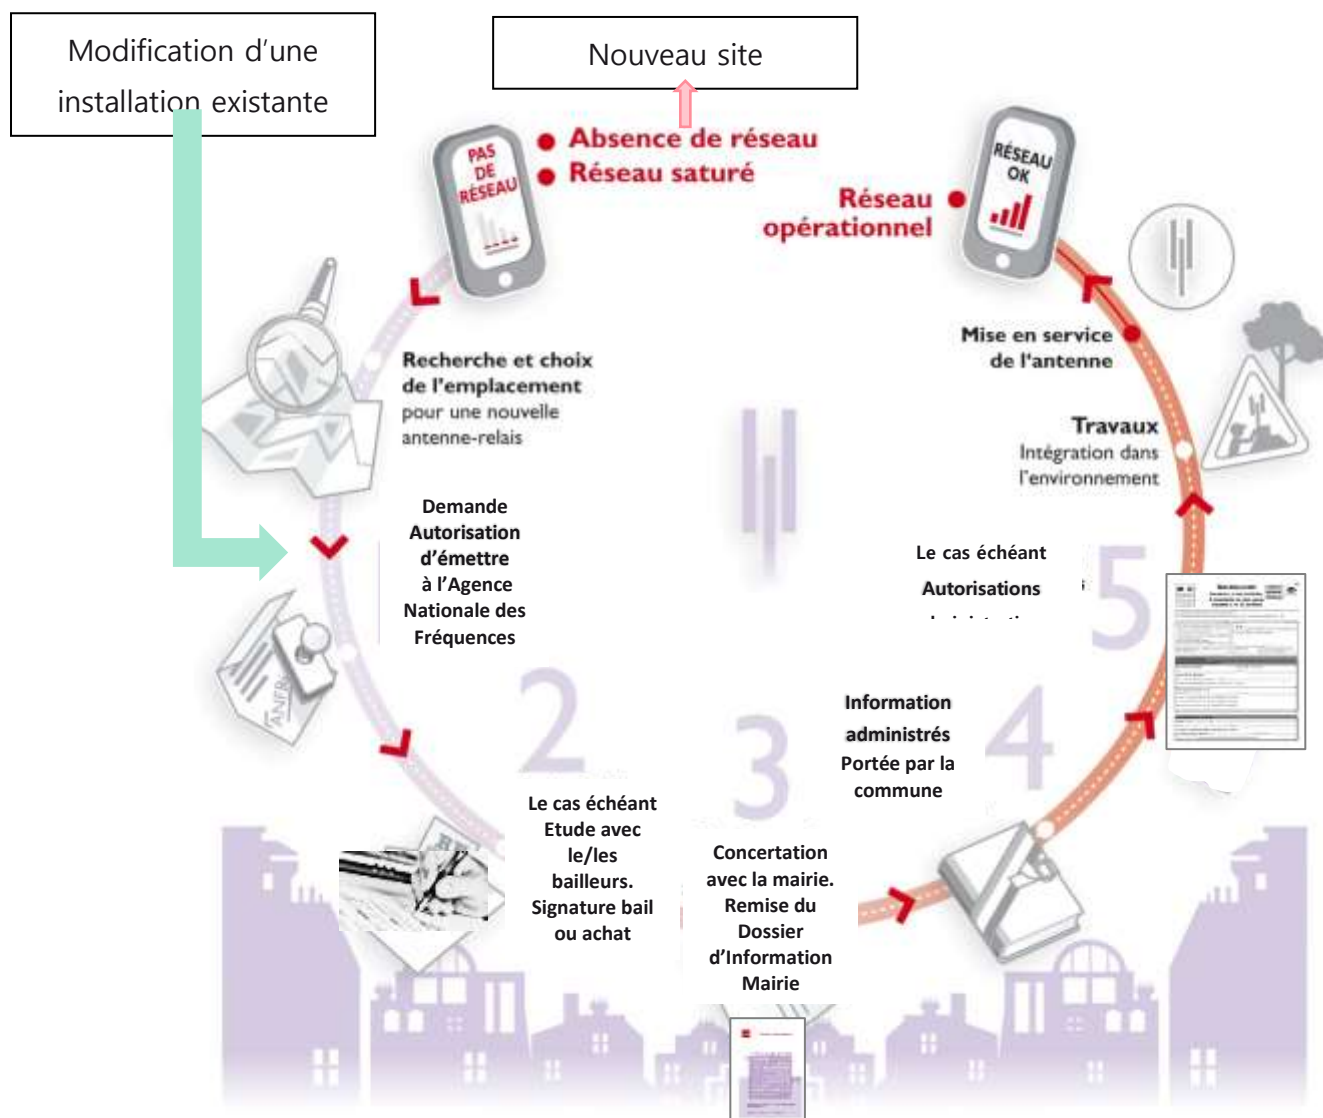 Modification d'une
installation existante
Nouveau site
PAS
DE
RÉSEAU
Absence de réseau
Réseau saturé
RÉSEAU
OK
Réseau
opérationnel
Recherche et choix
de l'emplacement
pour une nouvelle
antenne-relais
Mise en service
de l'antenne
Travaux
Intégration dans
l'environnement
Demande
Autorisation
d'émettre
à l'Agence
Nationale des
Fréquences
ANFR
Le cas échéant
Autorisations
5
2
Le cas échéant
Etude avec
le/les
bailleurs.
Signature bail
ou achat
3
Concertation
avec la mairie.
Remise du
Dossier
d'Information
Mairie
4
Information
administrés
Portée par la
commune